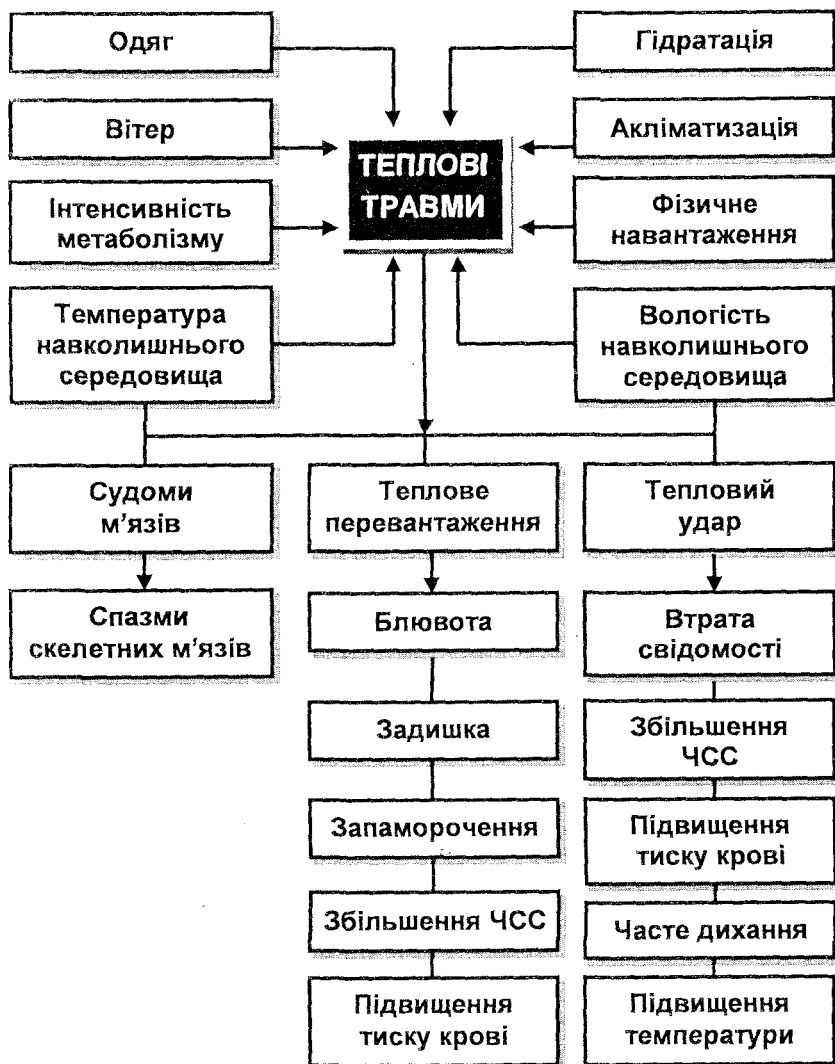 Одяг
Гідратація
Вітер
Акліматизація
ТЕПЛОВІ
ТРАВМИ
Інтенсивність
метаболізму
Фізичне
навантаження
Температура
навколишнього
середовища
Вологість
навколишнього
середовища
Судоми
м'язів
Теплове
перевантаження
Тепловий
удар
Спазми
скелетних м'язів
Блювота
Втрата
свідомості
Задишка
Збільшення
ЧСС
Запаморочення
Підвищення
тиску крові
Збільшення ЧСС
Часте дихання
Підвищення
тиску крові
Підвищення
температури